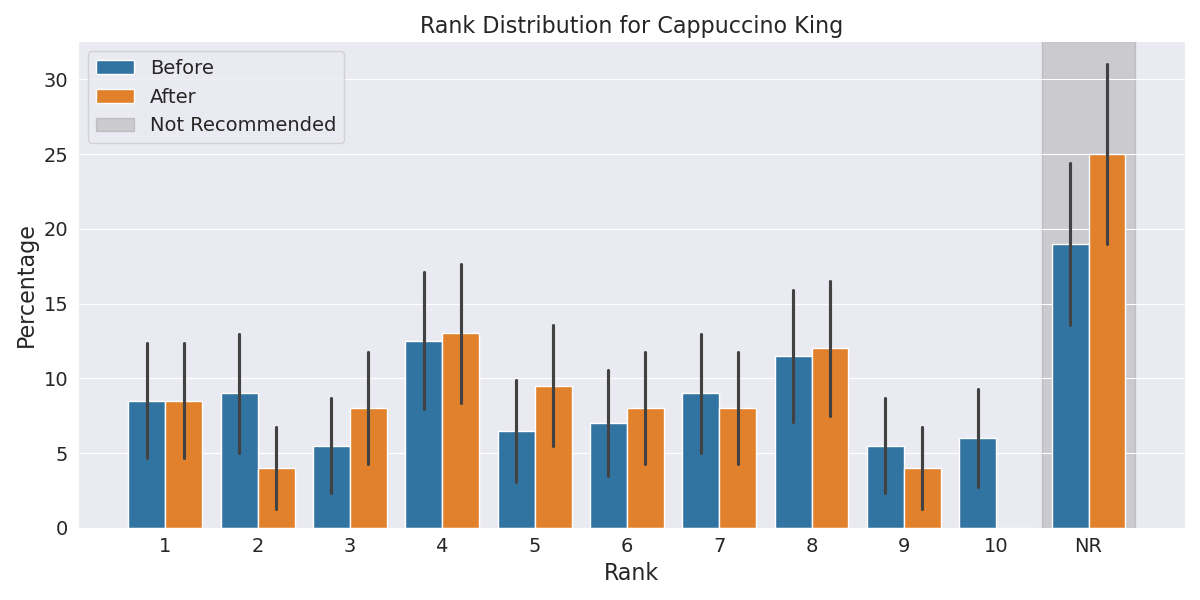 Rank Distribution for Cappuccino King
Before
After
Not Recommended
30
25
20
15
10
5
0
Percentage
1 2 3 4 5 6 7 8 9 10 NR
Rank